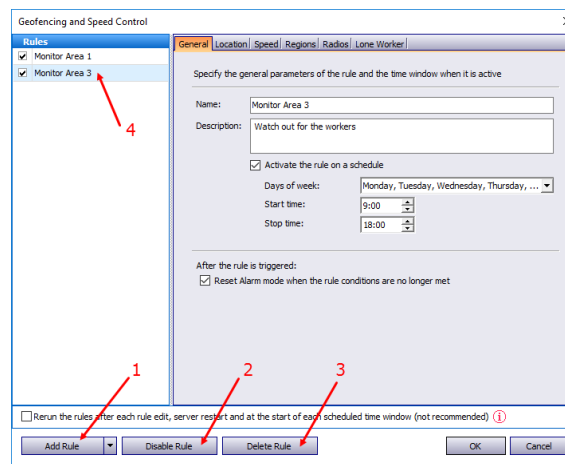 Geofencing and Speed Control
Rules
Monitor Area 1
Monitor Area 3
4
General Location Speed Regions Radios Lone Worker
Specify the general parameters of the rule and the time window when it is active
Name: Monitor Area 3
Description: Watch out for the workers
Activate the rule on a schedule
Days of week: Monday, Tuesday, Wednesday, Thursday, ...
Start time: 9:00
Stop time: 18:00
After the rule is triggered:
Reset Alarm mode when the rule conditions are no longer met
1 2 3
Rerun the rules after each rule edit, server restart and at the start of each scheduled time window (not recommended) i
Add Rule Disable Rule Delete Rule OK Cancel